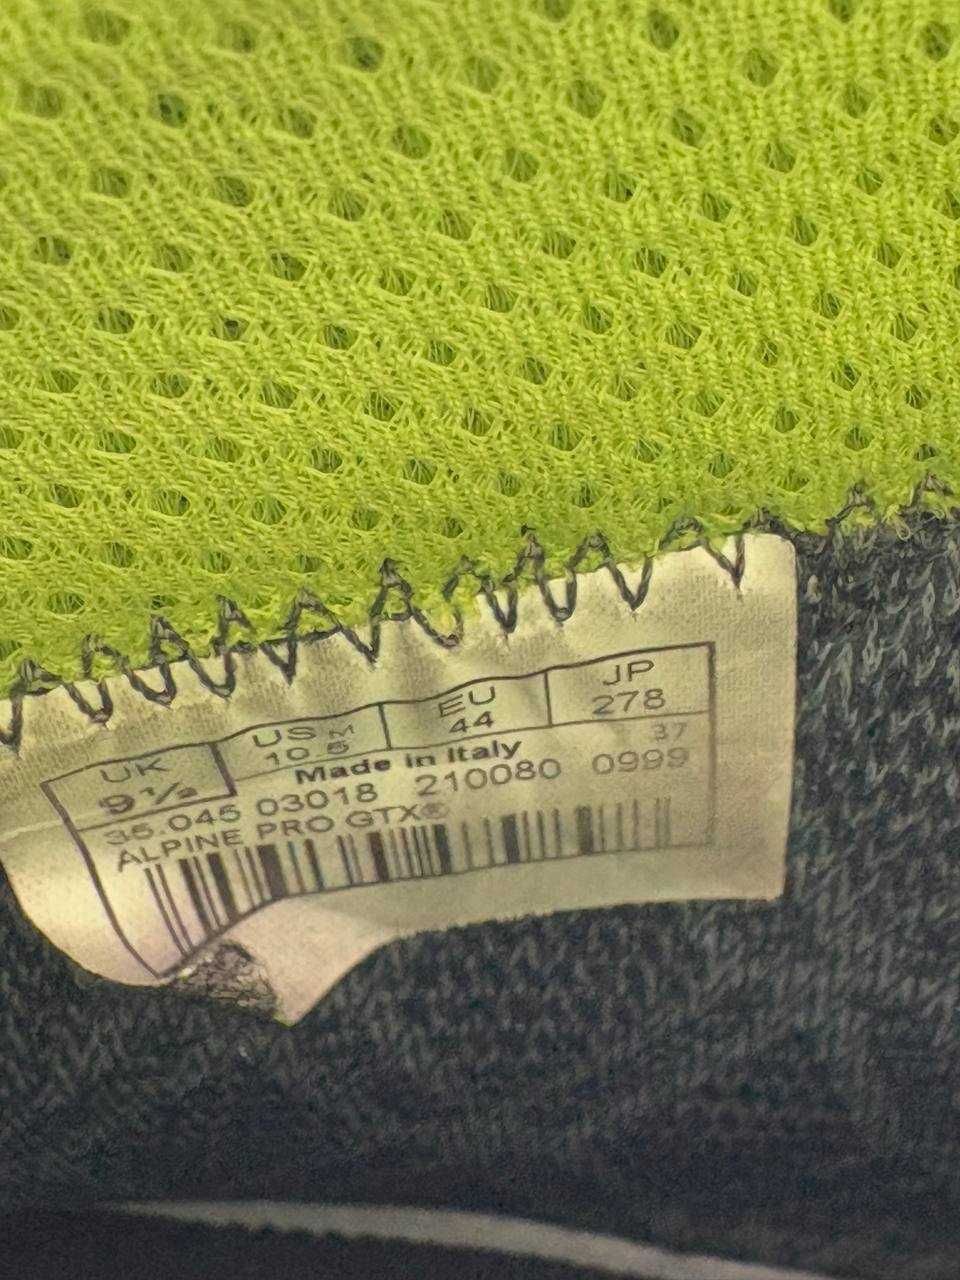 UK US M EU JP
9 1/2 10.5 44 278
Made in Italy 37
35.045 03018 210080 0999
ALPINE PRO GTX®